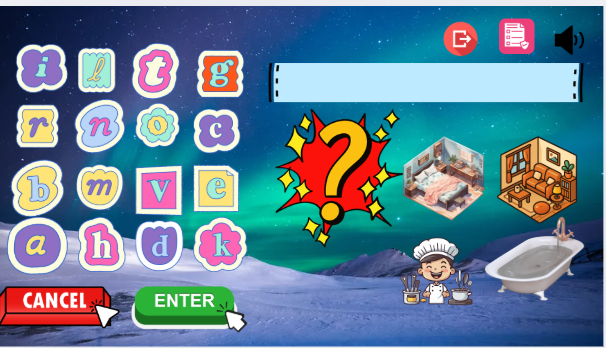 i l t g
r n o c
b m v e
a h d k
?
CANCEL
ENTER